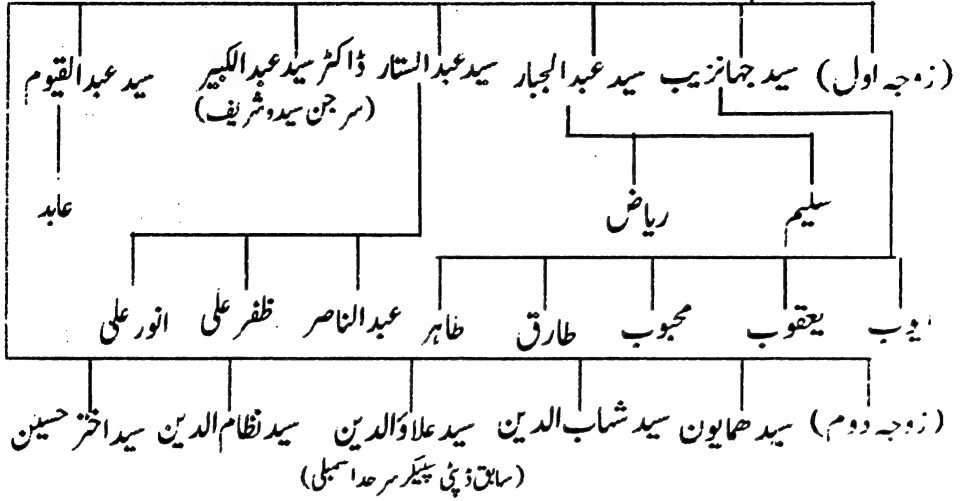 (زوجہ اول) سید جہانزیب سید عبدالجبار سید عبدالستار ڈاکٹر سید عبدالکبیر سید عبدالقیوم
(سرجن سیدو شریف)
سلیم ریاض عابد
یعقوب محبوب طارق طاہر عبدالناصر ظفر علی انور علی
(زوجہ دوم) سید ھمایون سید شہاب الدین سید علاؤالدین سید نظام الدین سید اختر حسین
(سابق ڈپٹی سپیکر سرحد اسمبلی)